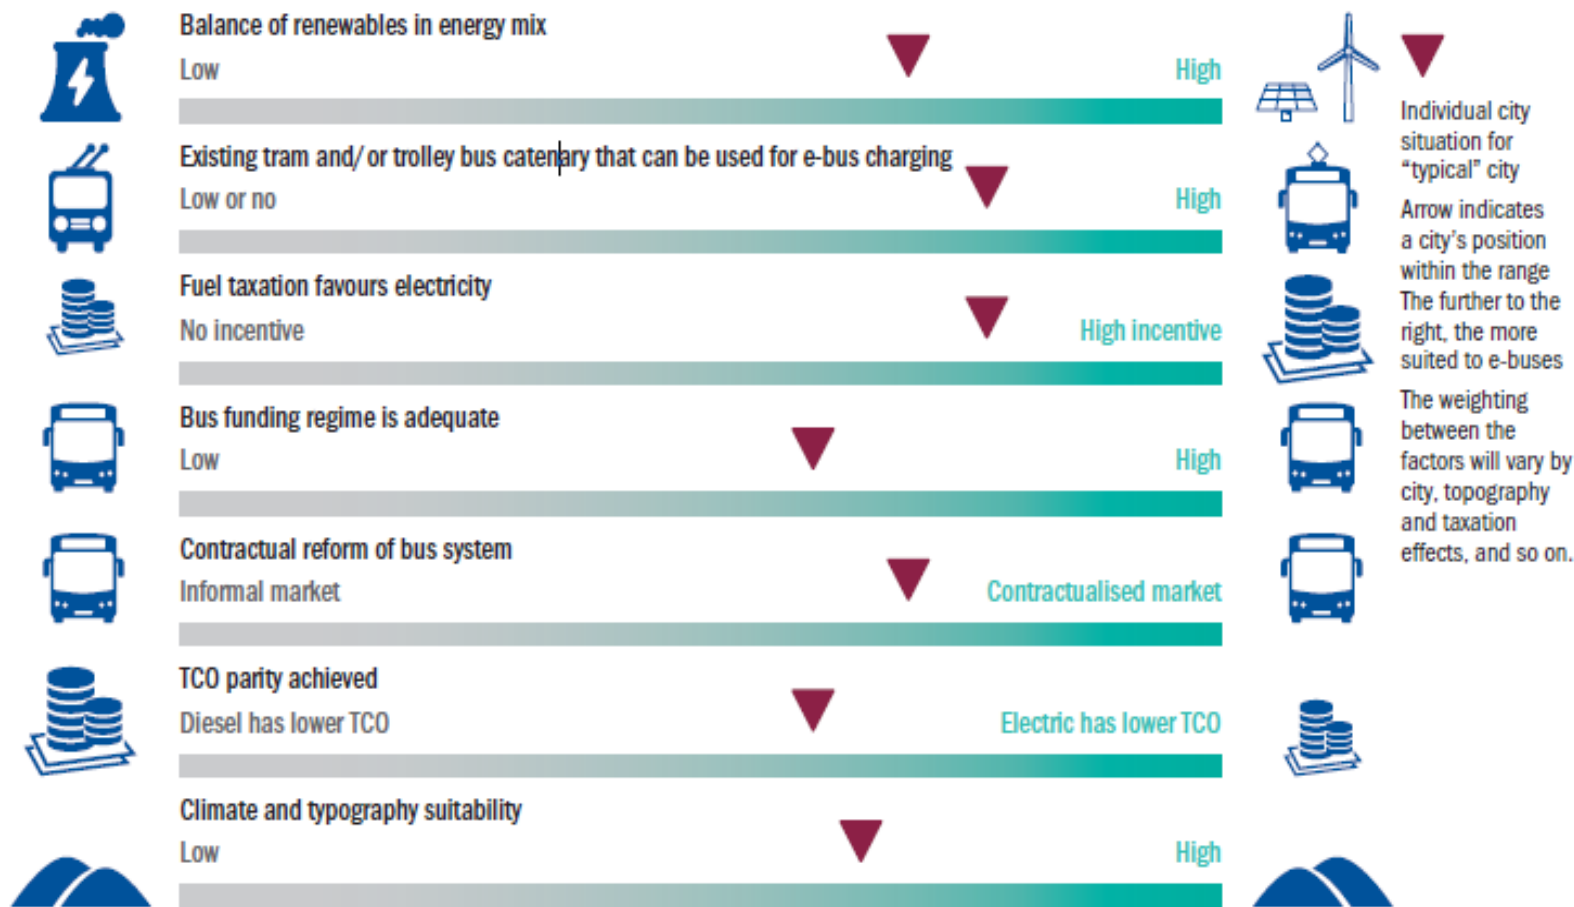 Balance of renewables in energy mix
Low
High
Existing tram and/or trolley bus catenary that can be used for e-bus charging
Low or no
High
Fuel taxation favours electricity
No incentive
High incentive
Bus funding regime is adequate
Low
High
Contractual reform of bus system
Informal market
Contractualised market
TCO parity achieved
Diesel has lower TCO
Electric has lower TCO
Climate and typography suitability
Low
High
Individual city
situation for
“typical” city
Arrow indicates
a city’s position
within the range
The further to the
right, the more
suited to e-buses
The weighting
between the
factors will vary by
city, topography
and taxation
effects, and so on.